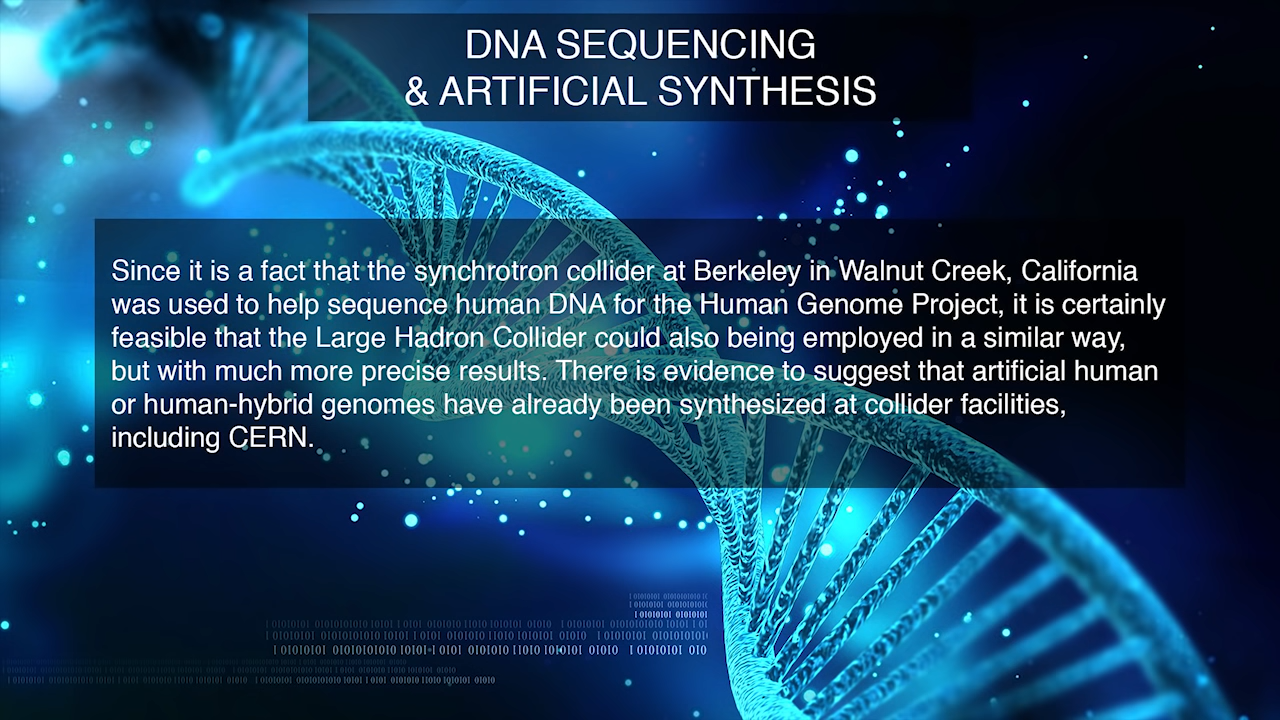 DNA SEQUENCING
& ARTIFICIAL SYNTHESIS
Since it is a fact that the synchrotron collider at Berkeley in Walnut Creek, California
was used to help sequence human DNA for the Human Genome Project, it is certainly
feasible that the Large Hadron Collider could also being employed in a similar way,
but with much more precise results. There is evidence to suggest that artificial human
or human-hybrid genomes have already been synthesized at collider facilities,
including CERN.